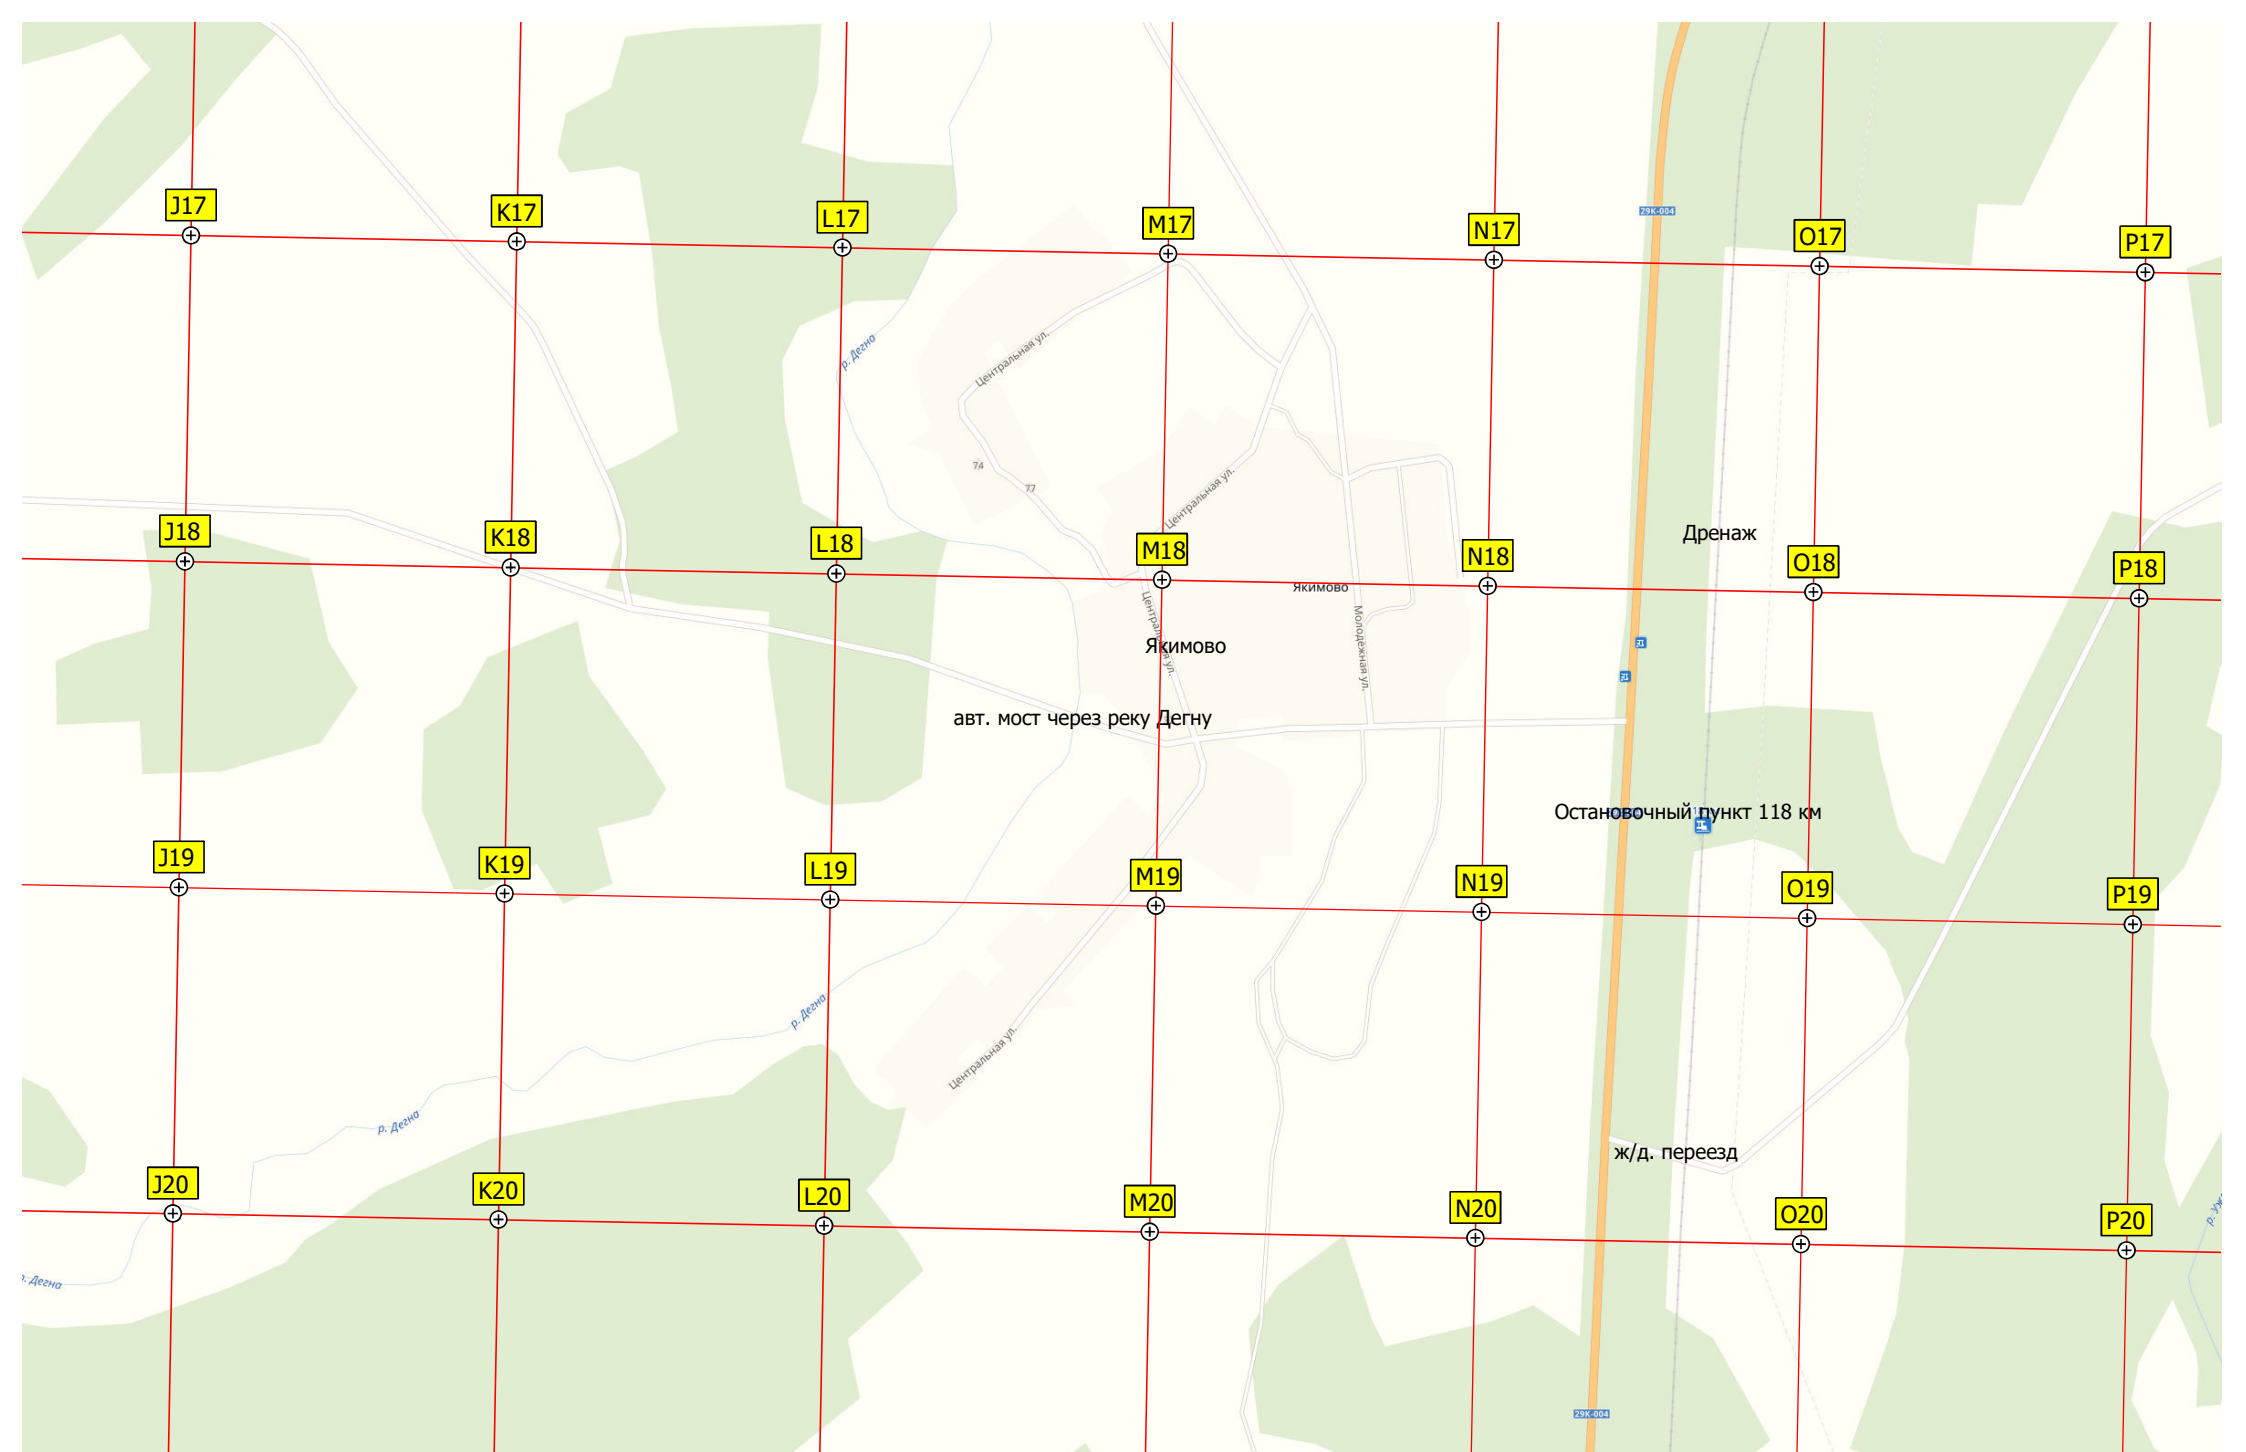 J17
K17
L17
M17
N17
O17
P17
29К-004
р. Дегна
Центральная ул.
74
77
Центральная ул.
J18
K18
L18
M18
N18
O18
P18
Дренаж
Якимово
Центральная ул.
Молодёжная ул.
Якимово
авт. мост через реку Дегну
Остановочный пункт 118 км
J19
K19
L19
M19
N19
O19
P19
р. Дегна
Центральная ул.
р. Дегна
ж/д. переезд
J20
K20
L20
M20
N20
O20
P20
р. Дегна
29К-004